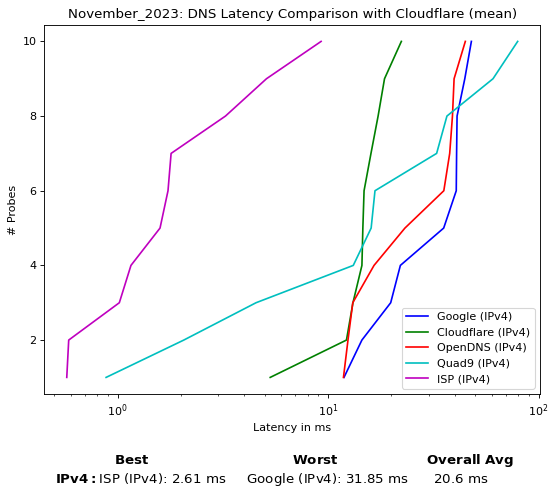 November_2023: DNS Latency Comparison with Cloudflare (mean)
# Probes
10
8
6
4
2
Google (IPv4)
Cloudflare (IPv4)
OpenDNS (IPv4)
Quad9 (IPv4)
ISP (IPv4)
10⁰ 10¹ 10²
Latency in ms
Best Worst Overall Avg
IPv4: ISP (IPv4): 2.61 ms Google (IPv4): 31.85 ms 20.6 ms